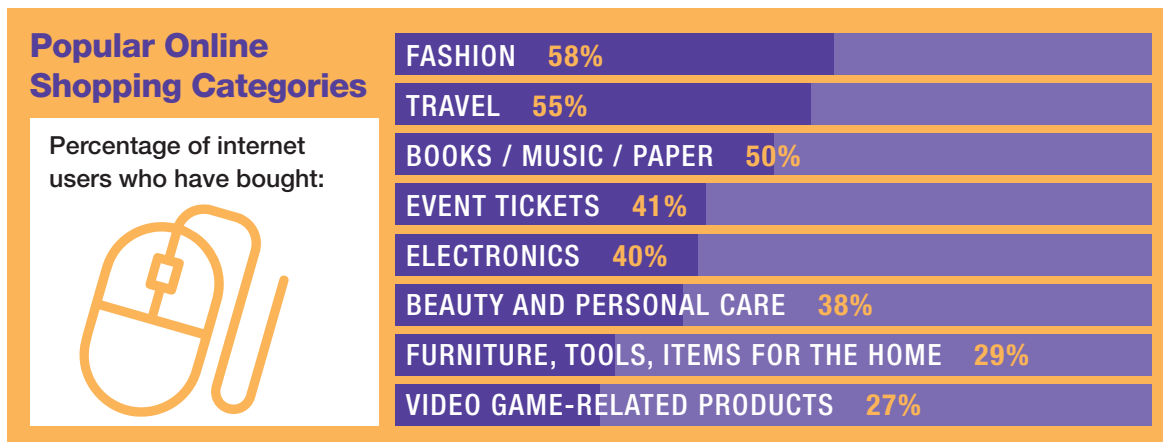 Popular Online
Shopping Categories
Percentage of internet
users who have bought:
FASHION 58%
TRAVEL 55%
BOOKS / MUSIC / PAPER 50%
EVENT TICKETS 41%
ELECTRONICS 40%
BEAUTY AND PERSONAL CARE 38%
FURNITURE, TOOLS, ITEMS FOR THE HOME 29%
VIDEO GAME-RELATED PRODUCTS 27%